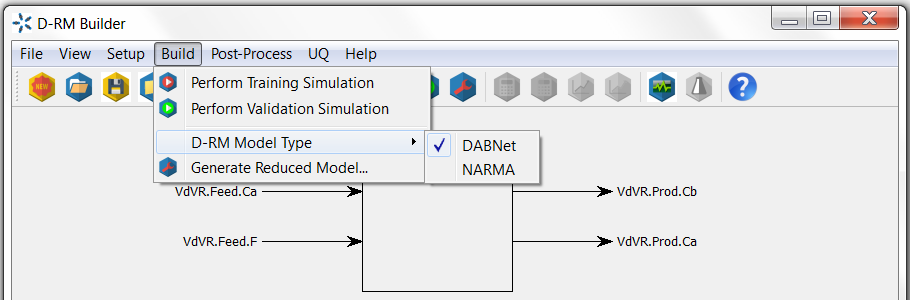 D-RM Builder
File View Setup Build Post-Process UQ Help
NEW
Perform Training Simulation
Perform Validation Simulation
D-RM Model Type
DABNet
Generate Reduced Model...
NARMA
VdVR.Feed.Ca
VdVR.Prod.Cb
VdVR.Feed.F
VdVR.Prod.Ca